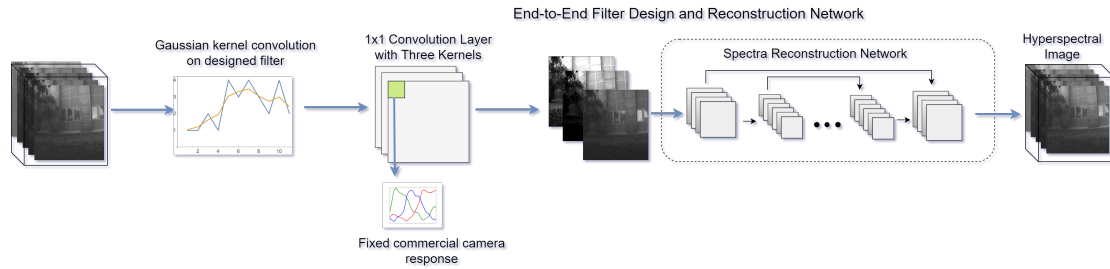 End-to-End Filter Design and Reconstruction Network
Gaussian kernel convolution
on designed filter
1x1 Convolution Layer
with Three Kernels
Spectra Reconstruction Network
Hyperspectral
Image
2 4 6 8 10
Fixed commercial camera
response